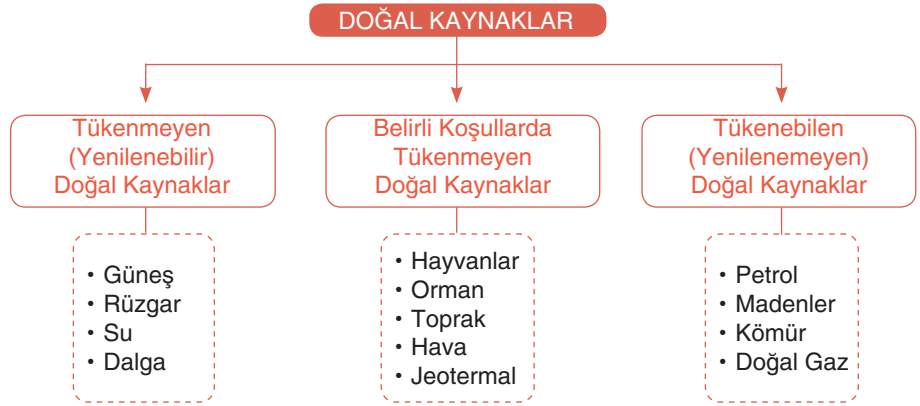 DOĞAL KAYNAKLAR
Tükenmeyen
(Yenilenebilir)
Doğal Kaynaklar
Belirli Koşullarda
Tükenmeyen
Doğal Kaynaklar
Tükenebilen
(Yenilenemeyen)
Doğal Kaynaklar
• Güneş
• Rüzgar
• Su
• Dalga
• Hayvanlar
• Orman
• Toprak
• Hava
• Jeotermal
• Petrol
• Madenler
• Kömür
• Doğal Gaz